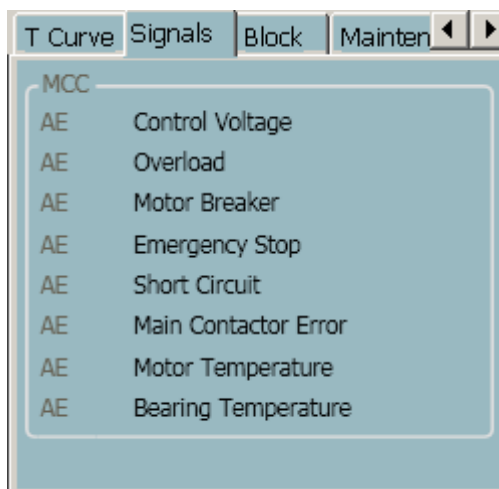 T Curve Signals Block Mainten
MCC
AE Control Voltage
AE Overload
AE Motor Breaker
AE Emergency Stop
AE Short Circuit
AE Main Contactor Error
AE Motor Temperature
AE Bearing Temperature